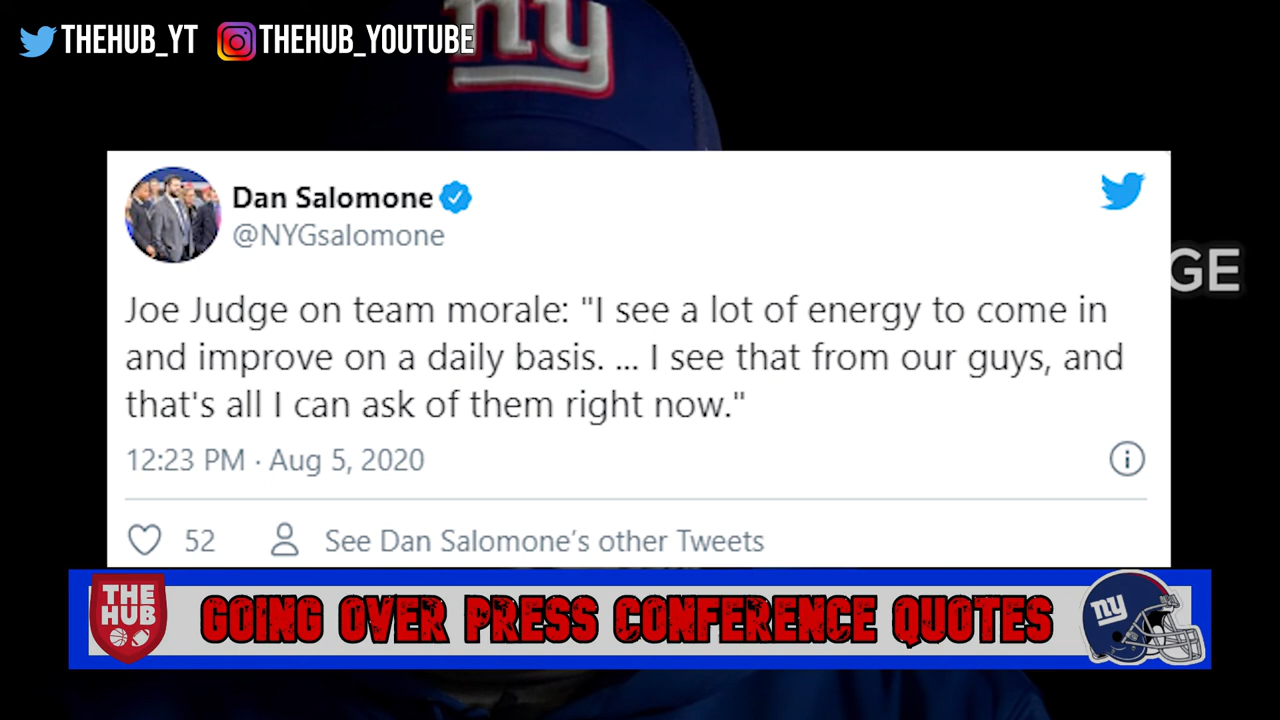 THEHUB_YT THEHUB_YOUTUBE
ny
Dan Salomone
@NYGsalomone
GE
Joe Judge on team morale: "I see a lot of energy to come in
and improve on a daily basis. ... I see that from our guys, and
that's all I can ask of them right now."
12:23 PM · Aug 5, 2020
52 See Dan Salomone's other Tweets
THE
HUB
GOING OVER PRESS CONFERENCE QUOTES
ny